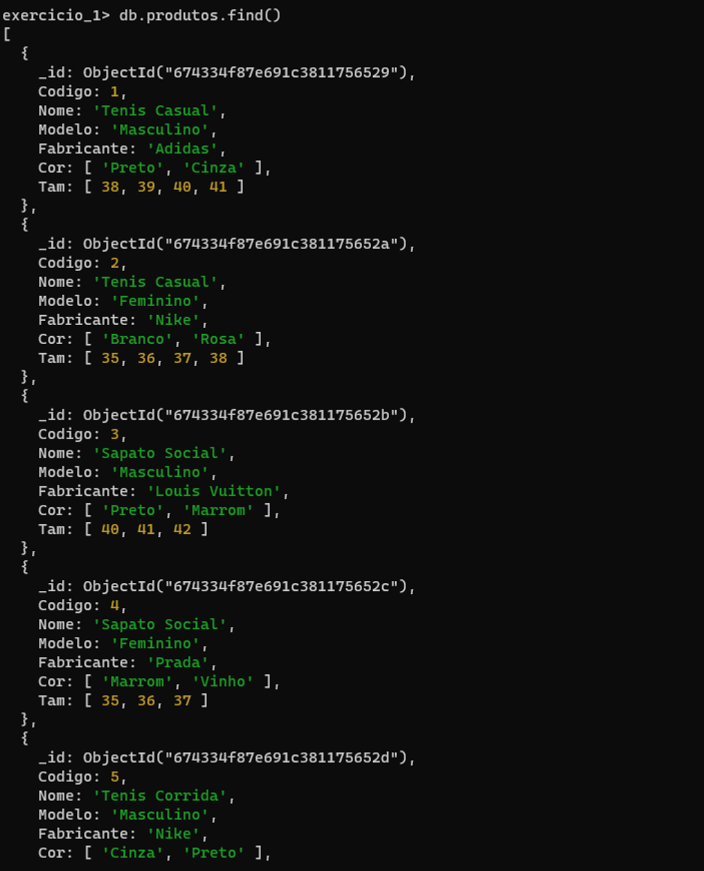 exercicio_1> db.produtos.find()
[
  {
    _id: ObjectId("674334f87e691c3811756529"),
    Codigo: 1,
    Nome: 'Tenis Casual',
    Modelo: 'Masculino',
    Fabricante: 'Adidas',
    Cor: [ 'Preto', 'Cinza' ],
    Tam: [ 38, 39, 40, 41 ]
  },
  {
    _id: ObjectId("674334f87e691c381175652a"),
    Codigo: 2,
    Nome: 'Tenis Casual',
    Modelo: 'Feminino',
    Fabricante: 'Nike',
    Cor: [ 'Branco', 'Rosa' ],
    Tam: [ 35, 36, 37, 38 ]
  },
  {
    _id: ObjectId("674334f87e691c381175652b"),
    Codigo: 3,
    Nome: 'Sapato Social',
    Modelo: 'Masculino',
    Fabricante: 'Louis Vuitton',
    Cor: [ 'Preto', 'Marrom' ],
    Tam: [ 40, 41, 42 ]
  },
  {
    _id: ObjectId("674334f87e691c381175652c"),
    Codigo: 4,
    Nome: 'Sapato Social',
    Modelo: 'Feminino',
    Fabricante: 'Prada',
    Cor: [ 'Marrom', 'Vinho' ],
    Tam: [ 35, 36, 37 ]
  },
  {
    _id: ObjectId("674334f87e691c381175652d"),
    Codigo: 5,
    Nome: 'Tenis Corrida',
    Modelo: 'Masculino',
    Fabricante: 'Nike',
    Cor: [ 'Cinza', 'Preto' ],